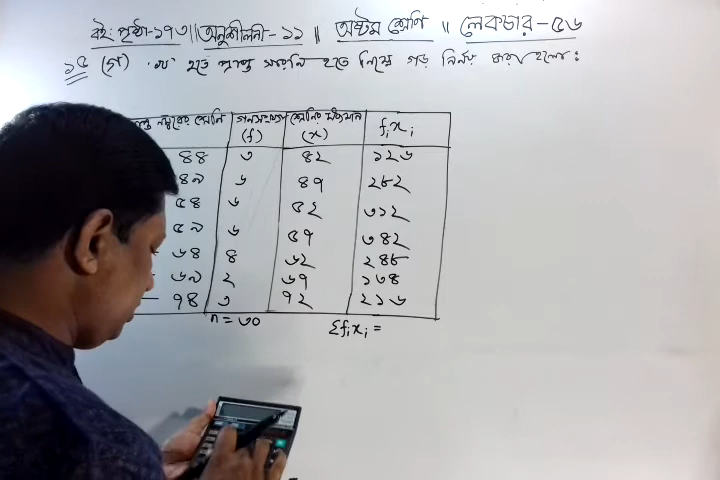 বই: পৃষ্ঠা-১৭৩ || অনুশীলনী-১১ || অষ্টম শ্রেণি || লেকচার-৫৬
১৫ (গ) 'খ' হতে প্রাপ্ত সারণি হতে নিম্নে গড় নির্ণয় করা হলো:
নম্বরের শ্রেণি গণসংখ্যা (f) শ্রেণির মধ্যমান (x) fᵢxᵢ
৪৪ ৩ ৪২ ১২৬
৪৯ ৬ ৪৭ ২৮২
৫৪ ৬ ৫২ ৩১২
৫৯ ৬ ৫৭ ৩৪২
৬৪ ৪ ৬২ ২৪৮
৬৯ ২ ৬৭ ১৩৪
৭৪ ৩ ৭২ ২১৬
n = ৩০ Σfᵢxᵢ =